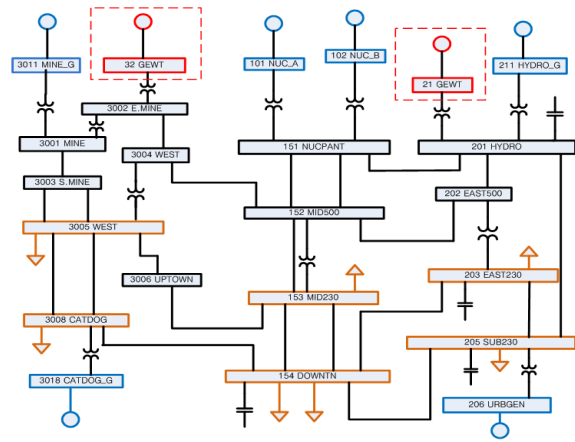 3011 MINE_G
32 GEWT
101 NUC_A
102 NUC_B
21 GEWT
211 HYDRO_G
3002 E.MINE
3001 MINE
3004 WEST
151 NUCPANT
201 HYDRO
3003 S.MINE
202 EAST500
152 MID500
3005 WEST
3006 UPTOWN
203 EAST230
153 MID230
3008 CATDOG
205 SUB230
154 DOWNTN
3018 CATDOG_G
206 URBGEN